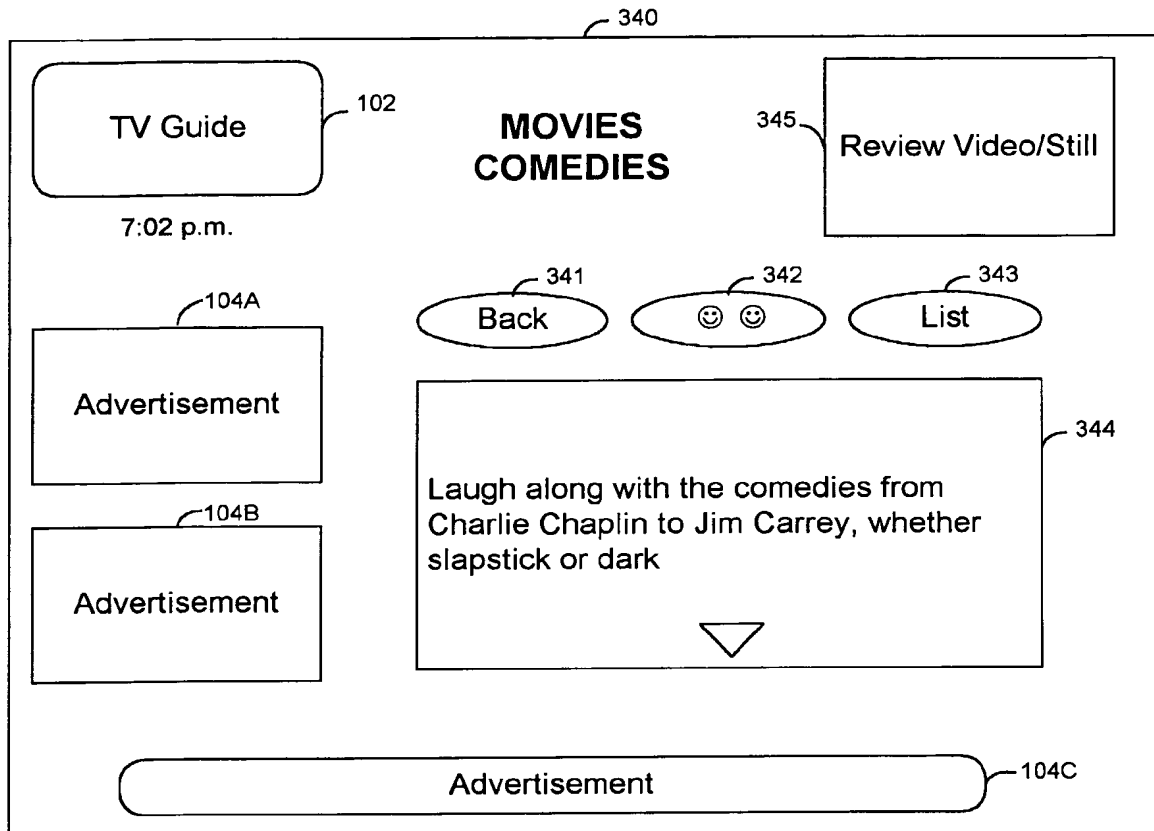 340
TV Guide
102
MOVIES
COMEDIES
345
Review Video/Still
7:02 p.m.
341
342
343
Back
☺ ☺
List
104A
Advertisement
344
Laugh along with the comedies from
Charlie Chaplin to Jim Carrey, whether
slapstick or dark
104B
Advertisement
Advertisement
104C